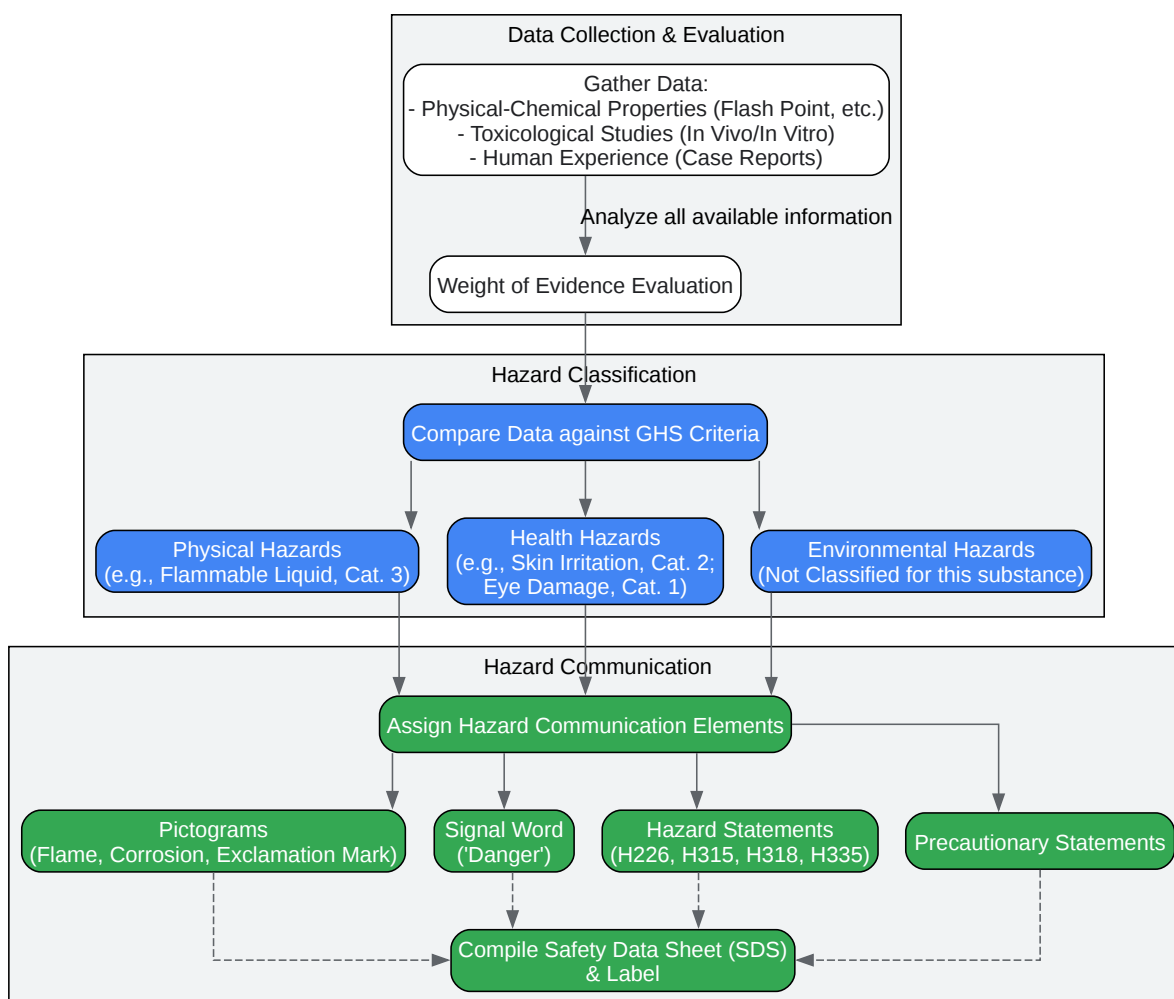 Data Collection & Evaluation
Gather Data:
- Physical-Chemical Properties (Flash Point, etc.)
- Toxicological Studies (In Vivo/In Vitro)
- Human Experience (Case Reports)
Analyze all available information
Weight of Evidence Evaluation
Hazard Classification
Compare Data against GHS Criteria
Physical Hazards
(e.g., Flammable Liquid, Cat. 3)
Health Hazards
(e.g., Skin Irritation, Cat. 2;
Eye Damage, Cat. 1)
Environmental Hazards
(Not Classified for this substance)
Hazard Communication
Assign Hazard Communication Elements
Pictograms
(Flame, Corrosion, Exclamation Mark)
Signal Word
('Danger')
Hazard Statements
(H226, H315, H318, H335)
Precautionary Statements
Compile Safety Data Sheet (SDS)
& Label